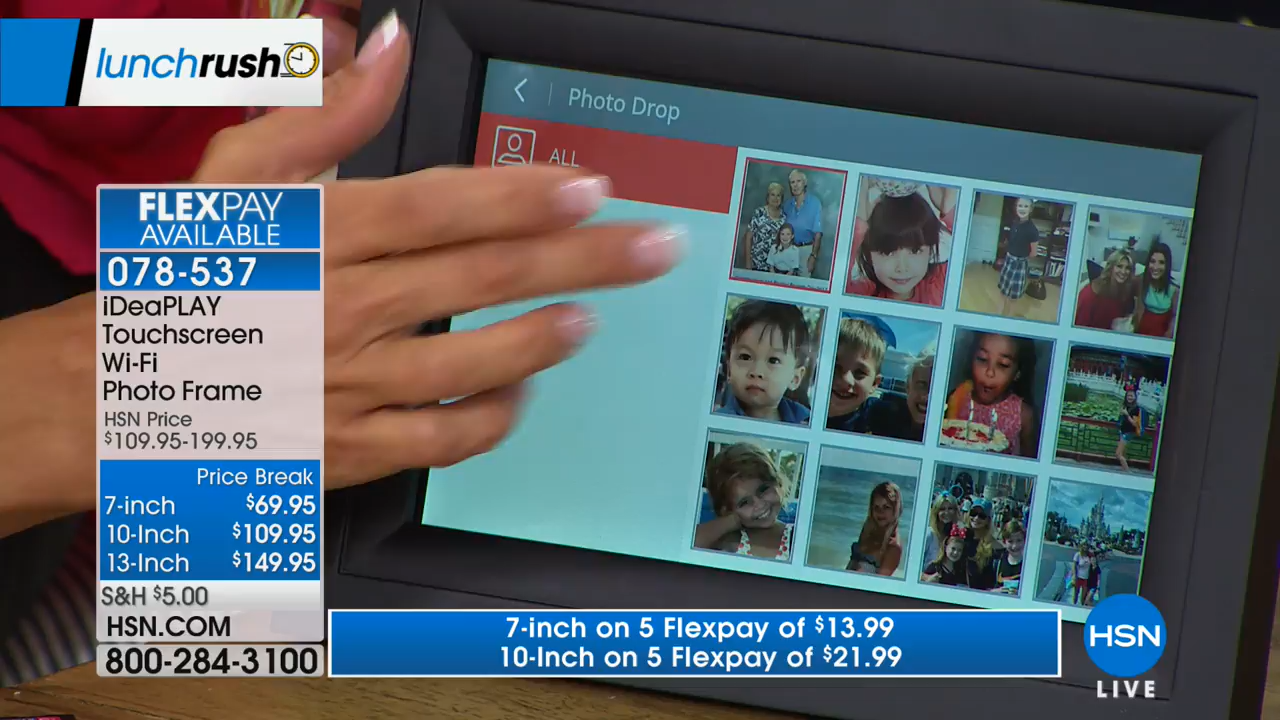 lunchrush
FLEXPAY
AVAILABLE
078-537
iDeaPLAY
Touchscreen
Wi-Fi
Photo Frame
HSN Price
$109.95-199.95
Price Break
7-inch $69.95
10-Inch $109.95
13-Inch $149.95
S&H $5.00
HSN.COM
800-284-3100
Photo Drop
ALL
7-inch on 5 Flexpay of $13.99
10-Inch on 5 Flexpay of $21.99
HSN
LIVE